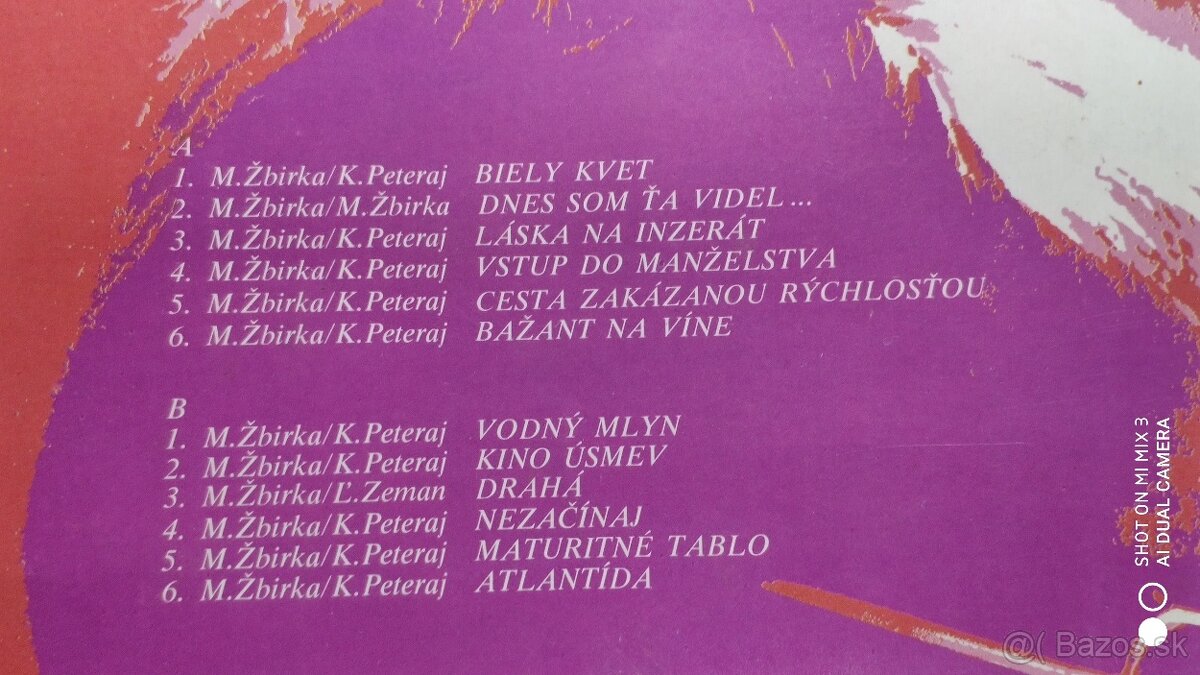 A
1. M.Žbirka/K.Peteraj BIELY KVET
2. M.Žbirka/M.Žbirka DNES SOM ŤA VIDEL...
3. M.Žbirka/K.Peteraj LÁSKA NA INZERÁT
4. M.Žbirka/K.Peteraj VSTUP DO MANŽELSTVA
5. M.Žbirka/K.Peteraj CESTA ZAKÁZANOU RÝCHLOSŤOU
6. M.Žbirka/K.Peteraj BAŽANT NA VÍNE
B
1. M.Žbirka/K.Peteraj VODNÝ MLYN
2. M.Žbirka/K.Peteraj KINO ÚSMEV
3. M.Žbirka/Ľ.Zeman DRAHÁ
4. M.Žbirka/K.Peteraj NEZAČÍNAJ
5. M.Žbirka/K.Peteraj MATURITNÉ TABLO
6. M.Žbirka/K.Peteraj ATLANTÍDA
SHOT ON MI MIX 3
AI DUAL CAMERA
@( Bazos.sk